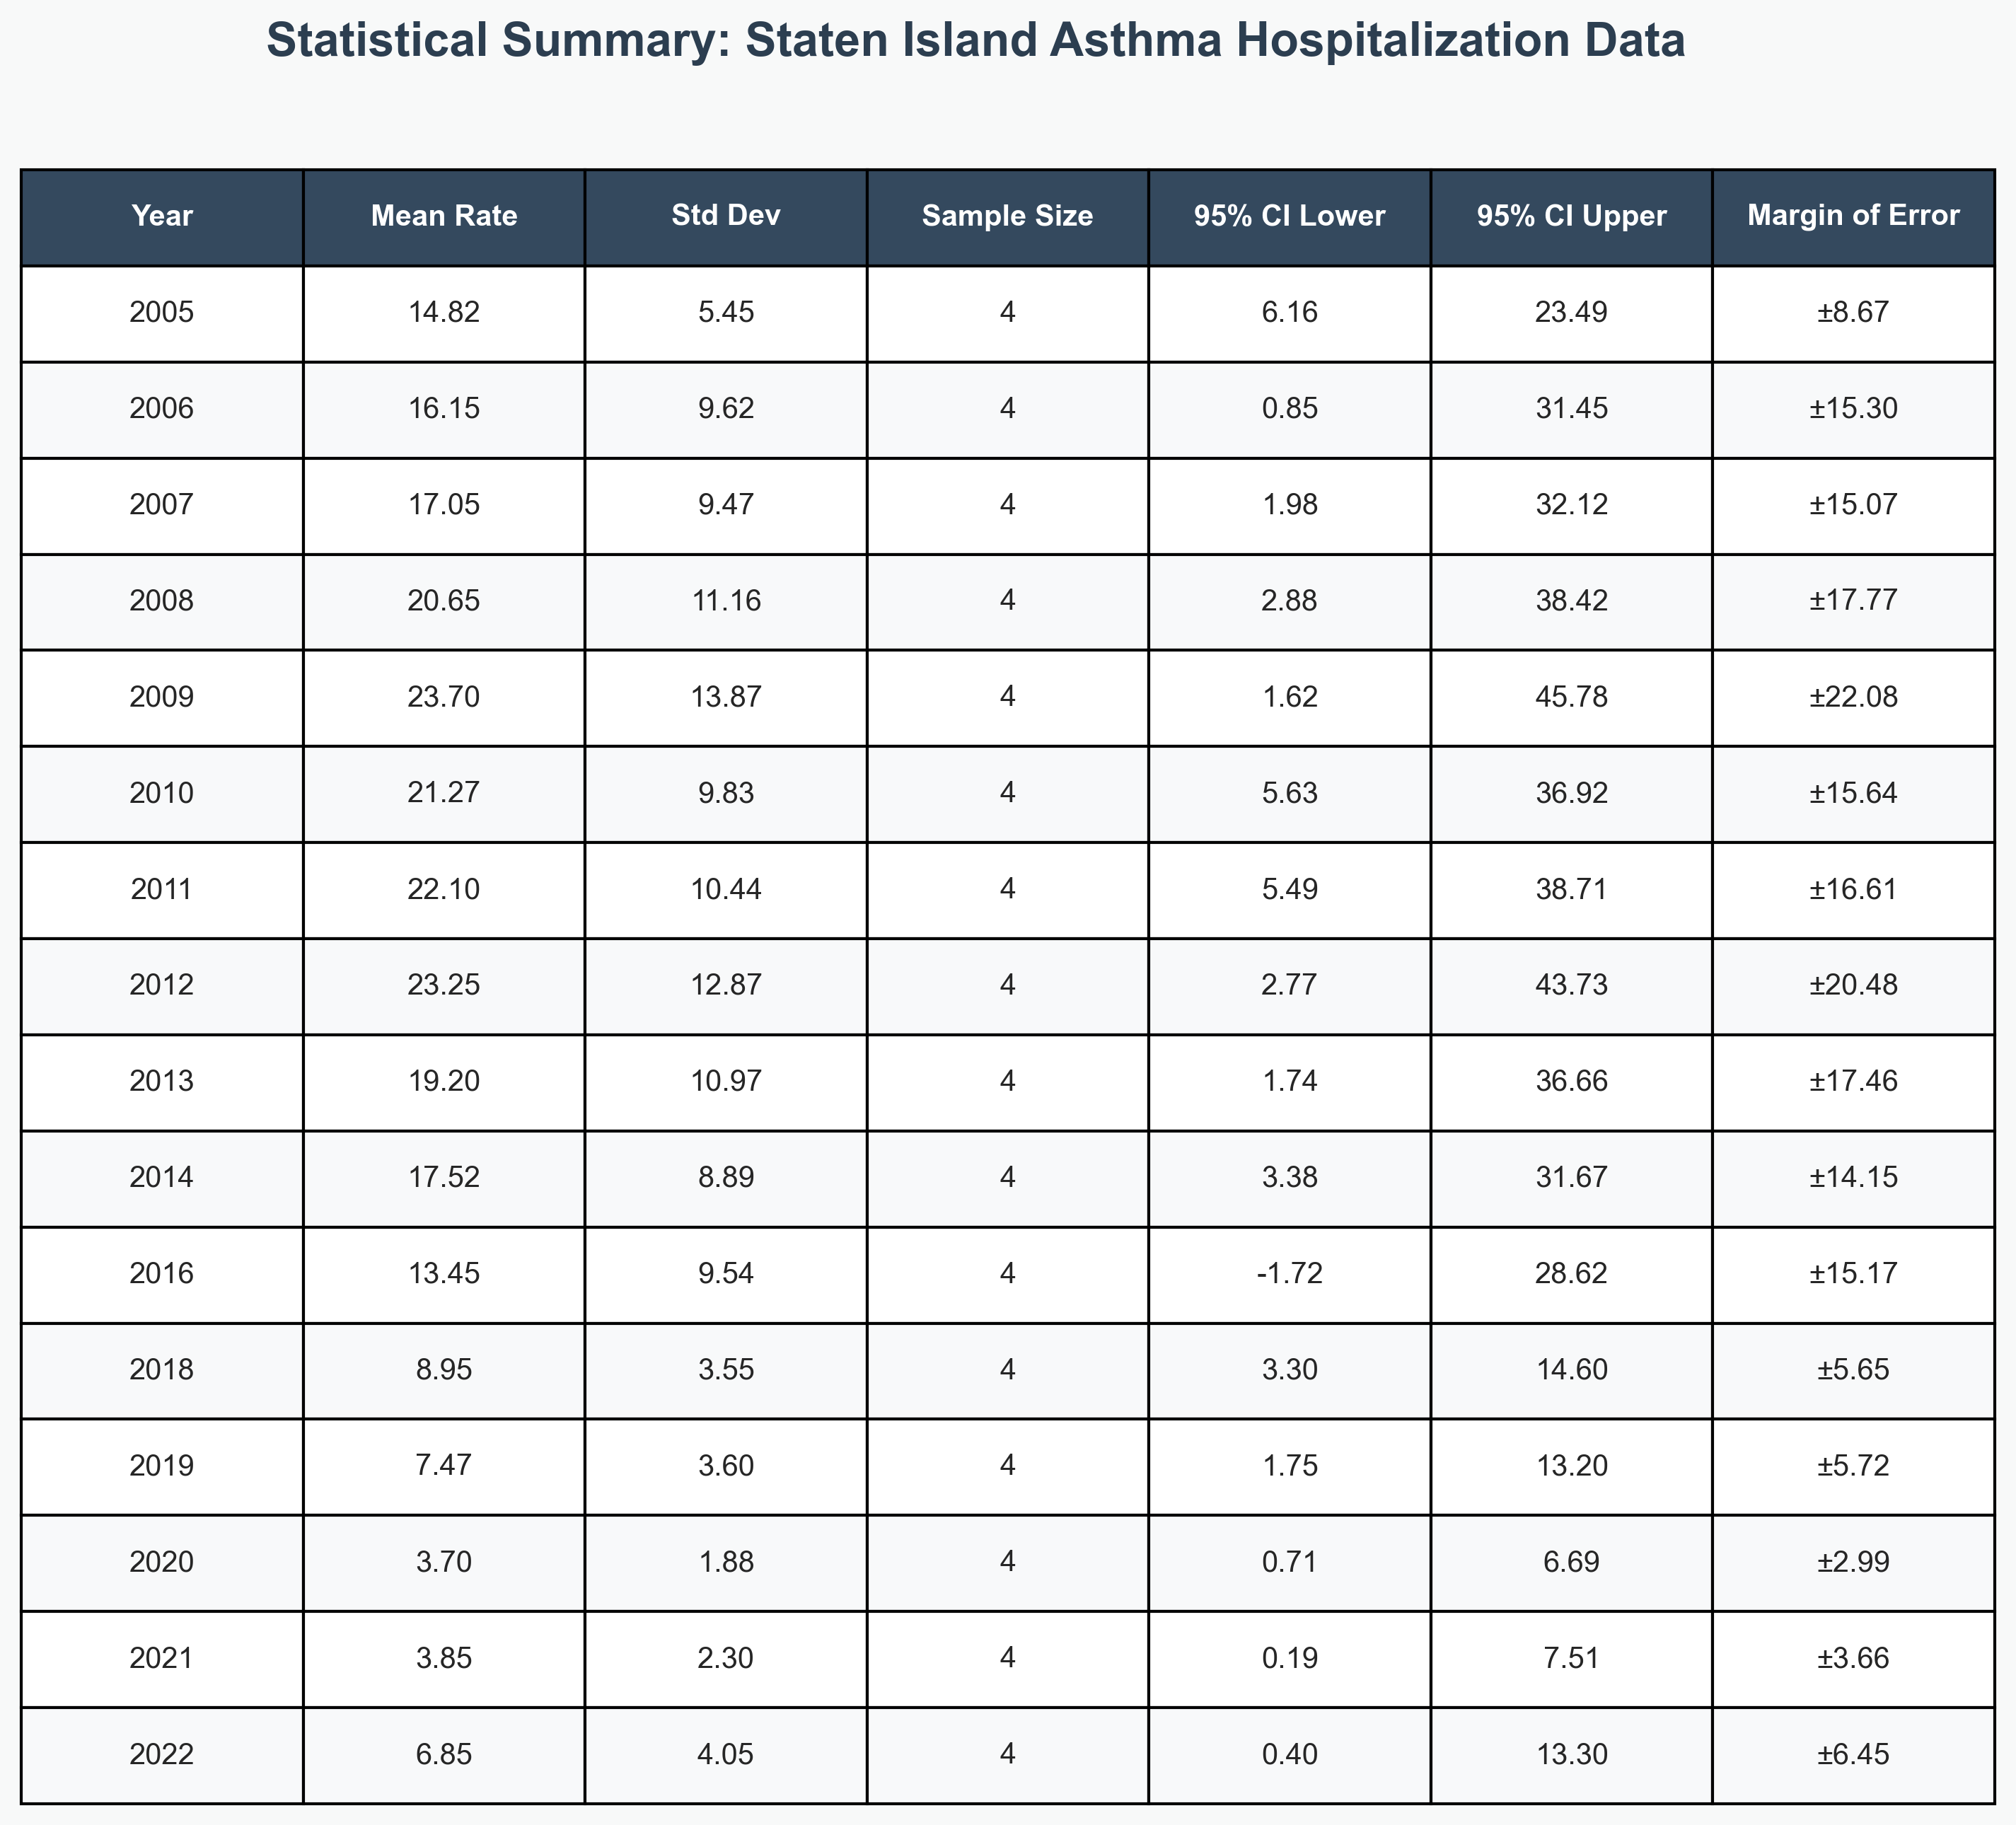 Statistical Summary: Staten Island Asthma Hospitalization Data
Year Mean Rate Std Dev Sample Size 95% CI Lower 95% CI Upper Margin of Error
2005 14.82 5.45 4 6.16 23.49 ±8.67
2006 16.15 9.62 4 0.85 31.45 ±15.30
2007 17.05 9.47 4 1.98 32.12 ±15.07
2008 20.65 11.16 4 2.88 38.42 ±17.77
2009 23.70 13.87 4 1.62 45.78 ±22.08
2010 21.27 9.83 4 5.63 36.92 ±15.64
2011 22.10 10.44 4 5.49 38.71 ±16.61
2012 23.25 12.87 4 2.77 43.73 ±20.48
2013 19.20 10.97 4 1.74 36.66 ±17.46
2014 17.52 8.89 4 3.38 31.67 ±14.15
2016 13.45 9.54 4 -1.72 28.62 ±15.17
2018 8.95 3.55 4 3.30 14.60 ±5.65
2019 7.47 3.60 4 1.75 13.20 ±5.72
2020 3.70 1.88 4 0.71 6.69 ±2.99
2021 3.85 2.30 4 0.19 7.51 ±3.66
2022 6.85 4.05 4 0.40 13.30 ±6.45